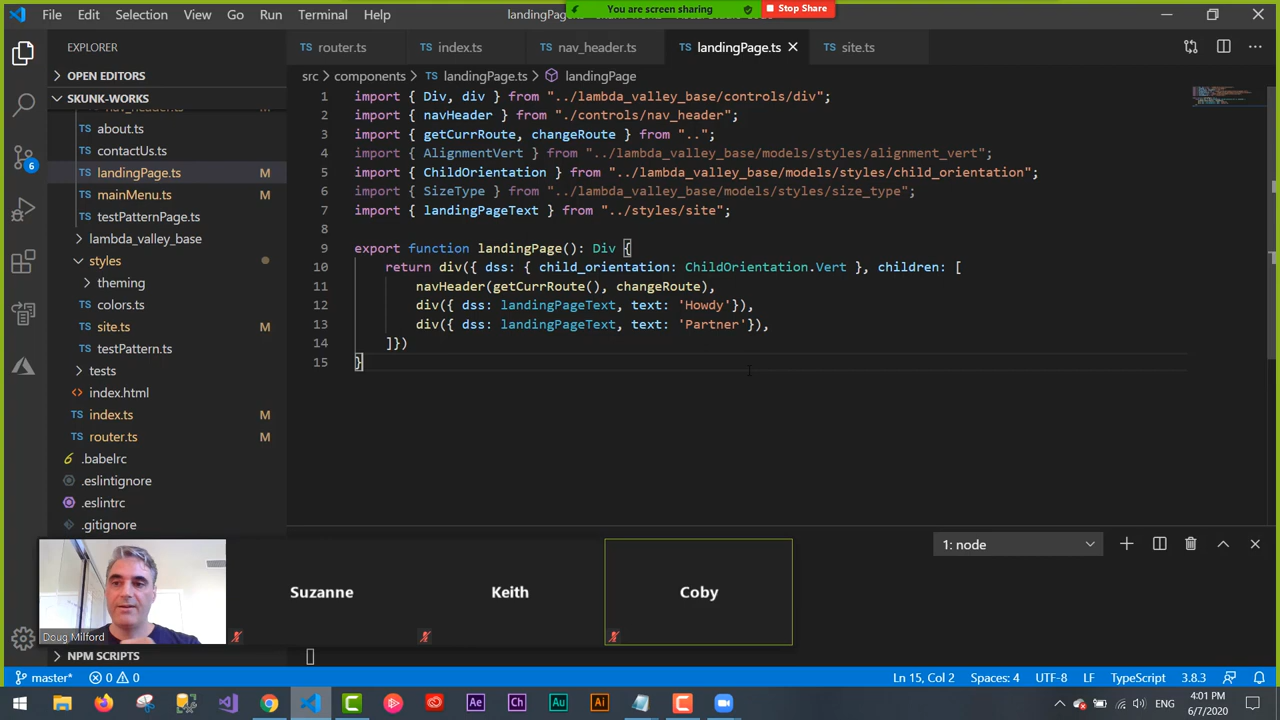 You are screen sharing
Stop Share
File Edit Selection View Go Run Terminal Help
EXPLORER
OPEN EDITORS
SKUNK-WORKS
about.ts
contactUs.ts
landingPage.ts M
mainMenu.ts M
testPatternPage.ts
lambda_valley_base
styles
theming
colors.ts
site.ts M
testPattern.ts
tests
index.html
index.ts M
router.ts M
.babelrc
.eslintignore
.eslintrc
.gitignore
NPM SCRIPTS
6
router.ts index.ts nav_header.ts landingPage.ts site.ts
src > components > TS landingPage.ts > landingPage
1 import { Div, div } from "../lambda_valley_base/controls/div";
2 import { navHeader } from "./controls/nav_header";
3 import { getCurrRoute, changeRoute } from "..";
4 import { AlignmentVert } from "../lambda_valley_base/models/styles/alignment_vert";
5 import { ChildOrientation } from "../lambda_valley_base/models/styles/child_orientation";
6 import { SizeType } from "../lambda_valley_base/models/styles/size_type";
7 import { landingPageText } from "../styles/site";
8
9 export function landingPage(): Div {
10 return div({ dss: { child_orientation: ChildOrientation.Vert }, children: [
11 navHeader(getCurrRoute(), changeRoute),
12 div({ dss: landingPageText, text: 'Howdy'}),
13 div({ dss: landingPageText, text: 'Partner'}),
14 ]})
15 }
1: node
Doug Milford
Suzanne
Keith
Coby
master* 0 0
Ln 15, Col 2 Spaces: 4 UTF-8 LF TypeScript 3.8.3
Ae Ch Au Ai
ENG
4:01 PM
6/7/2020